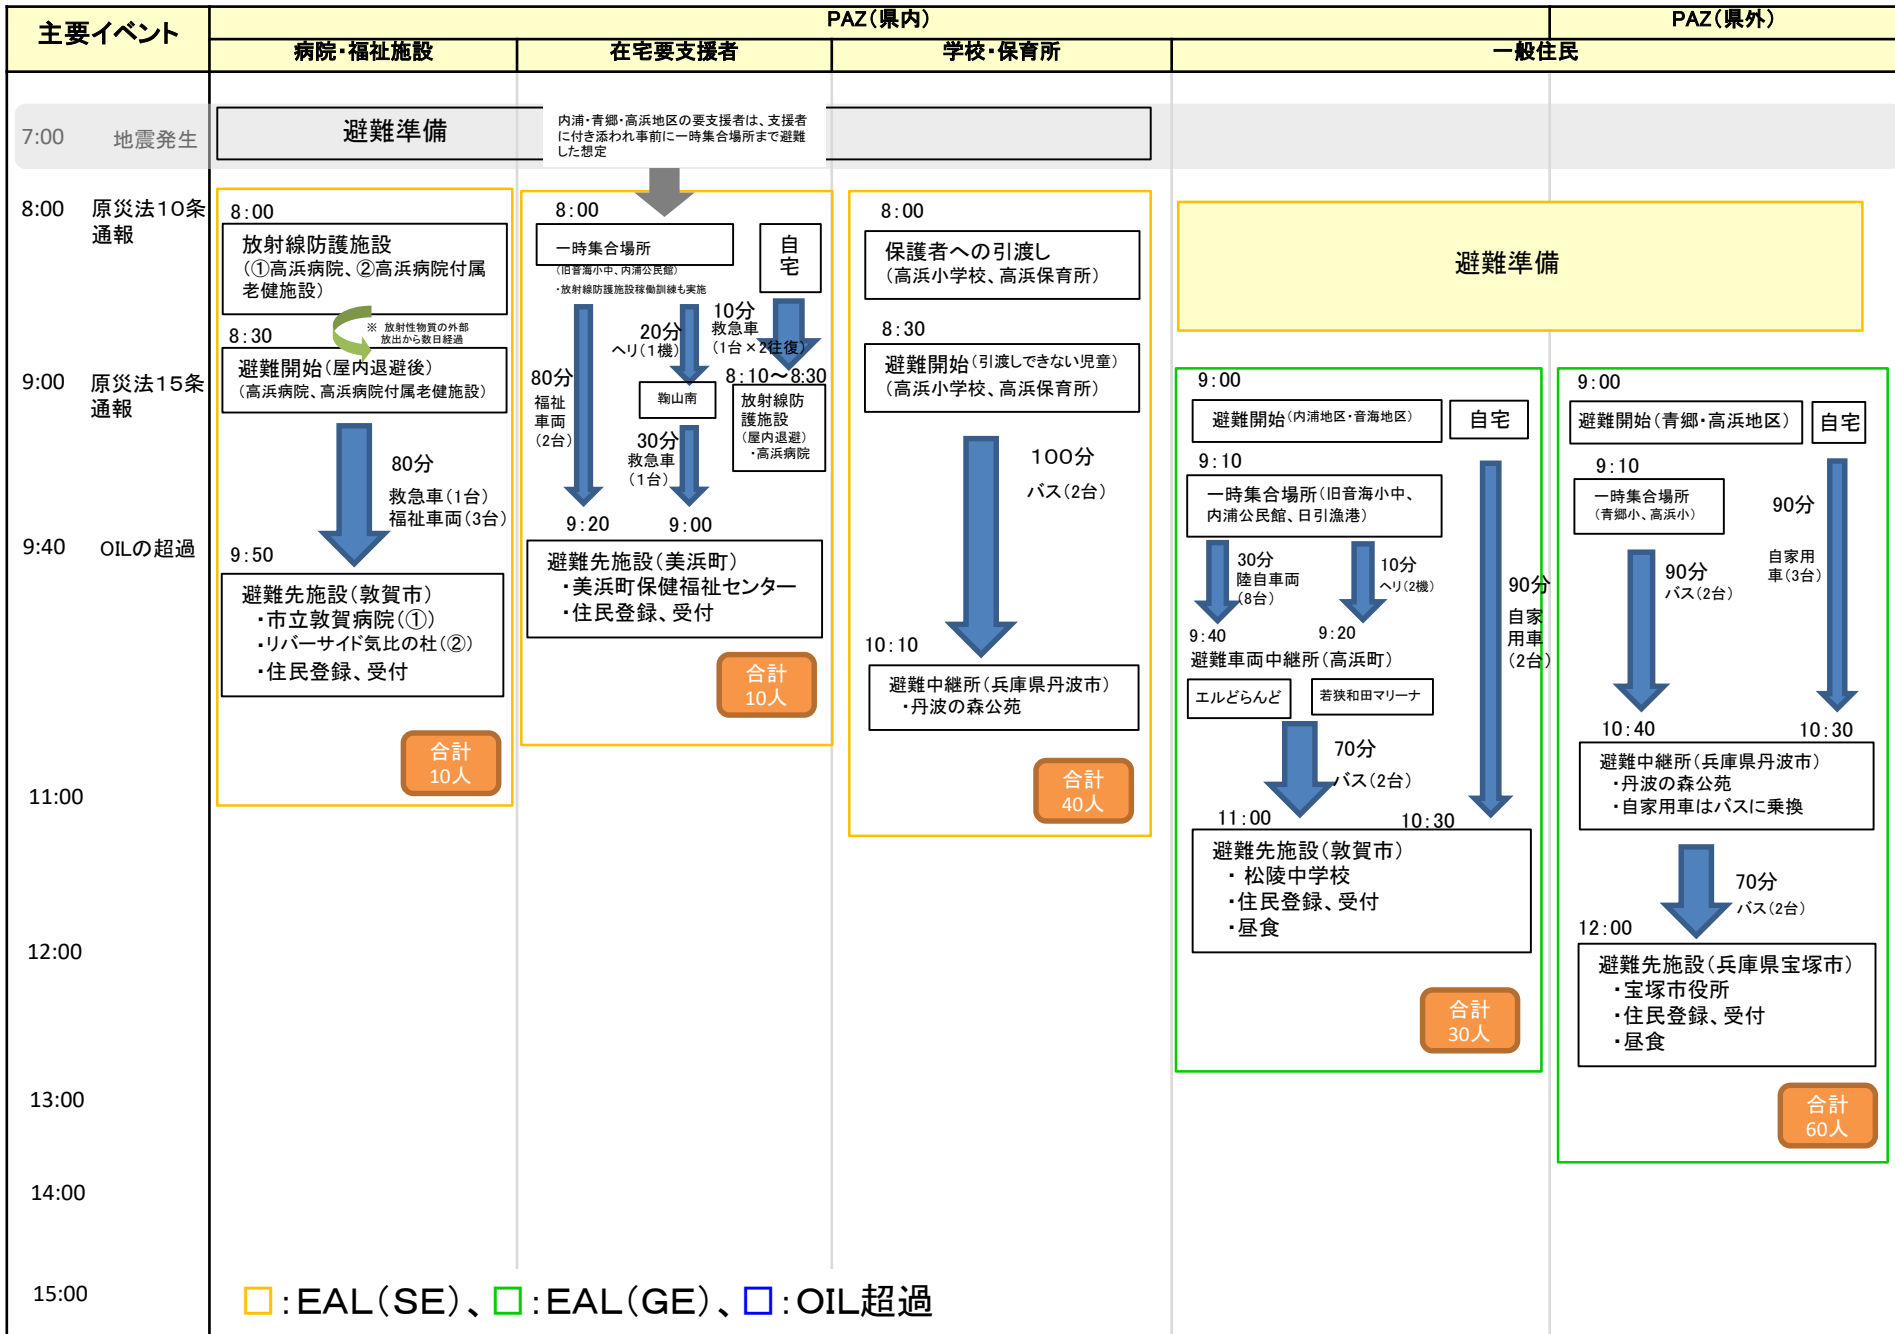 主要イベント
PAZ（県内）
PAZ（県外）
病院・福祉施設
在宅要支援者
学校・保育所
一般住民
7:00 地震発生
避難準備
内浦・青郷・高浜地区の要支援者は、支援者
に付き添われ事前に一時集合場所まで避難
した想定
8:00 原災法10条
通報
9:00 原災法15条
通報
9:40 OILの超過
11:00
12:00
13:00
14:00
15:00
8：00
放射線防護施設
（①高浜病院、②高浜病院付属
老健施設）
※ 放射性物質の外部
放出から数日経過
8：30
避難開始（屋内退避後）
（高浜病院、高浜病院付属老健施設）
80分
救急車（1台）
福祉車両（3台）
9：50
避難先施設（敦賀市）
・市立敦賀病院（①）
・リバーサイド気比の杜（②）
・住民登録、受付
合計
10人
8：00
一時集合場所
（旧音海小中、内浦公民館）
・放射線防護施設稼働訓練も実施
自
宅
80分
福祉
車両
（2台）
20分
ヘリ（1機）
鞠山南
30分
救急車
（1台）
10分
救急車
（1台×2往復）
8：10～8：30
放射線防
護施設
（屋内退避）
・高浜病院
9：20
9：00
避難先施設（美浜町）
・美浜町保健福祉センター
・住民登録、受付
合計
10人
8：00
保護者への引渡し
（高浜小学校、高浜保育所）
8：30
避難開始（引渡しできない児童）
（高浜小学校、高浜保育所）
100分
バス（2台）
10：10
避難中継所（兵庫県丹波市）
・丹波の森公苑
合計
40人
避難準備
9：00
避難開始（内浦地区・音海地区）
自宅
9：10
一時集合場所（旧音海小中、
内浦公民館、日引漁港）
30分
陸自車両
（8台）
10分
ヘリ（2機）
90分
自家
用車
（2台）
9：40
9：20
避難車両中継所（高浜町）
エルどらんど
若狭和田マリーナ
70分
バス（2台）
11：00
10：30
避難先施設（敦賀市）
・ 松陵中学校
・住民登録、受付
・昼食
合計
30人
9：00
避難開始（青郷・高浜地区）
自宅
9：10
一時集合場所
（青郷小、高浜小）
90分
バス（2台）
90分
自家用
車（3台）
10：40
10：30
避難中継所（兵庫県丹波市）
・丹波の森公苑
・自家用車はバスに乗換
70分
バス（2台）
12：00
避難先施設（兵庫県宝塚市）
・宝塚市役所
・住民登録、受付
・昼食
合計
60人
：EAL（SE）、 ：EAL（GE）、 ：OIL超過